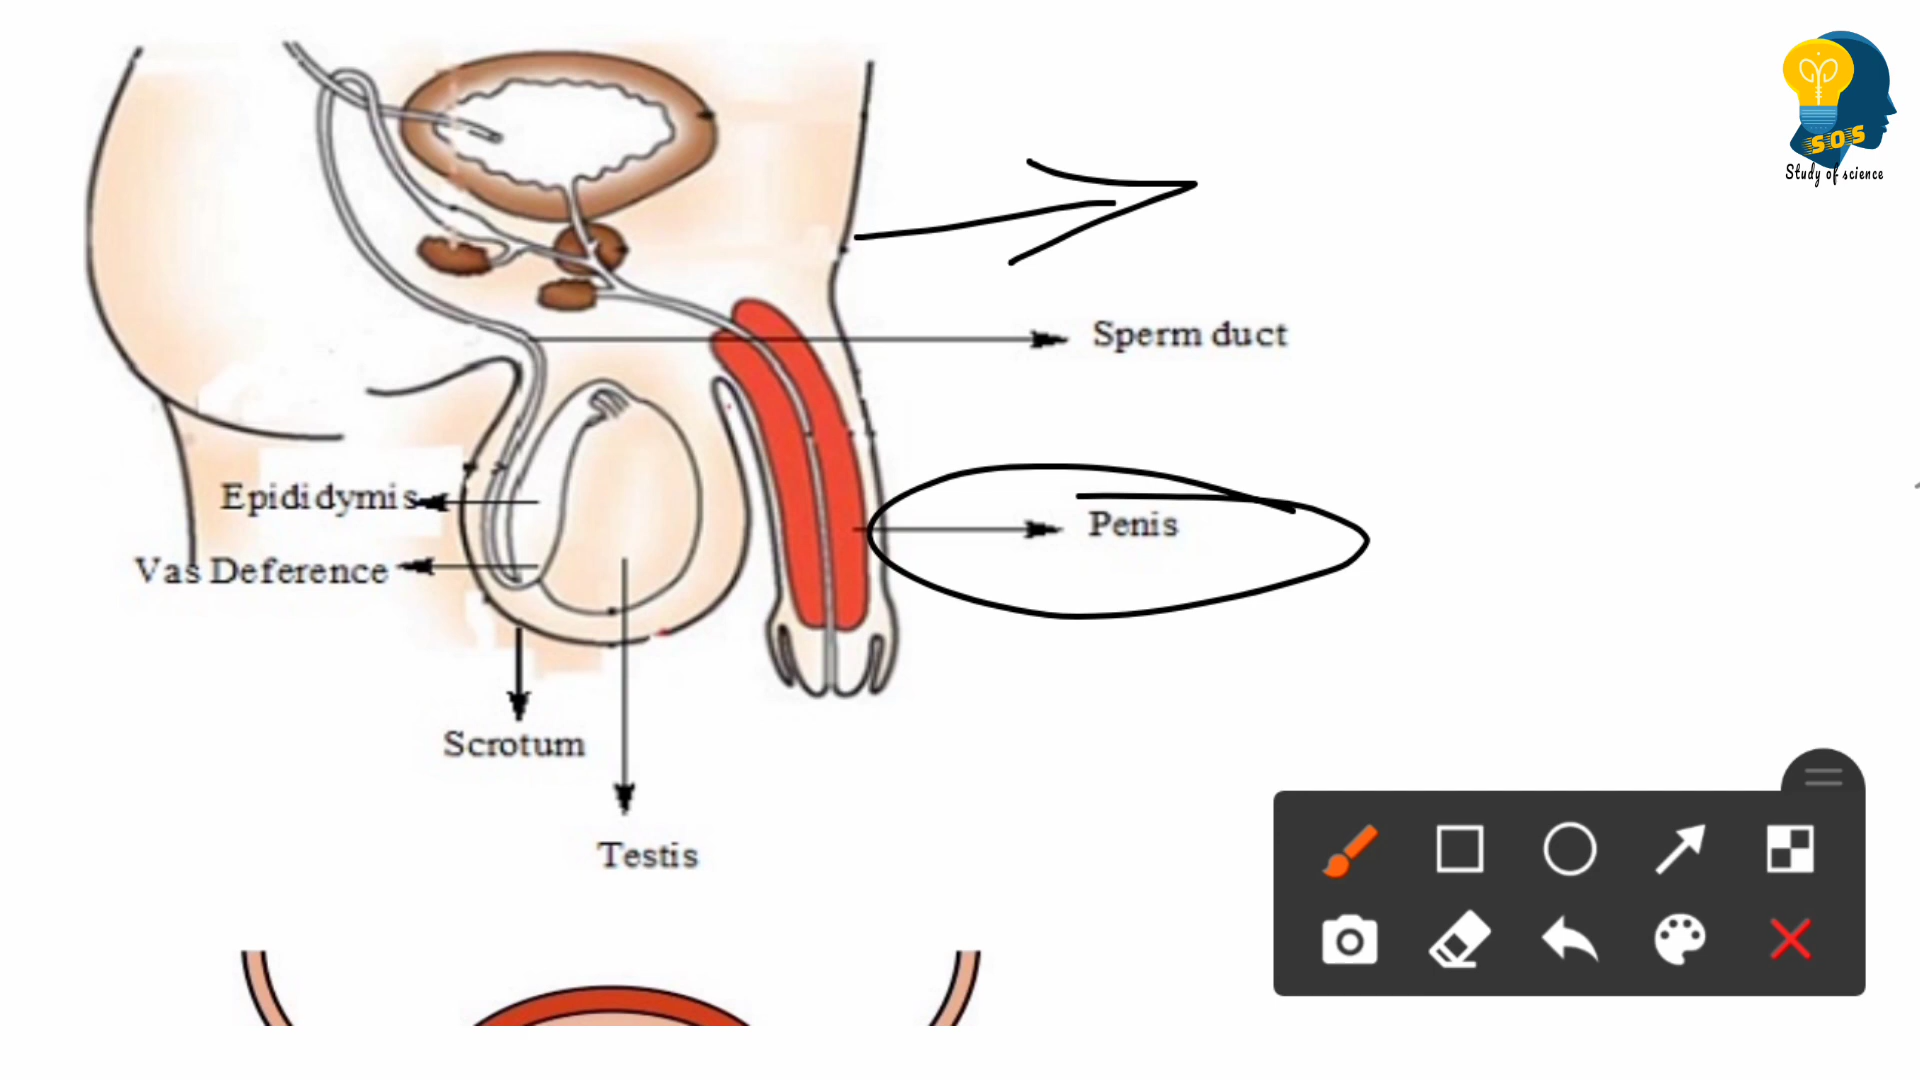 SOS
Study of science
Sperm duct
Epididymis
Penis
Vas Deference
Scrotum
Testis